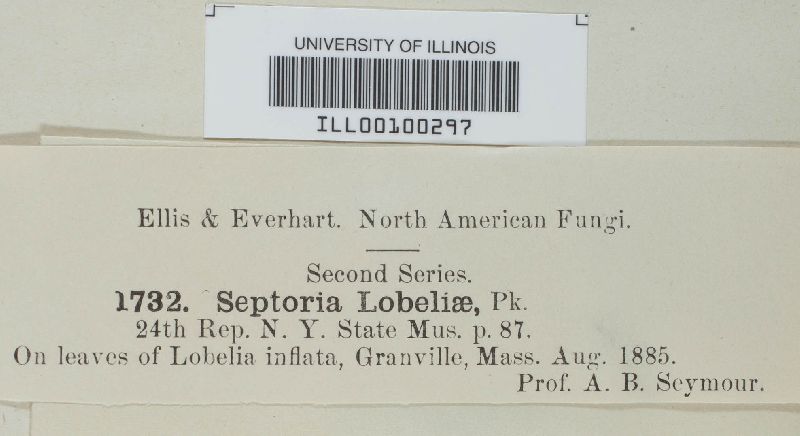 UNIVERSITY OF ILLINOIS
ILL00100297
Ellis & Everhart. North American Fungi.
Second Series.
1732. Septoria Lobeliæ, Pk.
24th Rep. N. Y. State Mus. p. 87.
On leaves of Lobelia inflata, Granville, Mass. Aug. 1885.
Prof. A. B. Seymour.